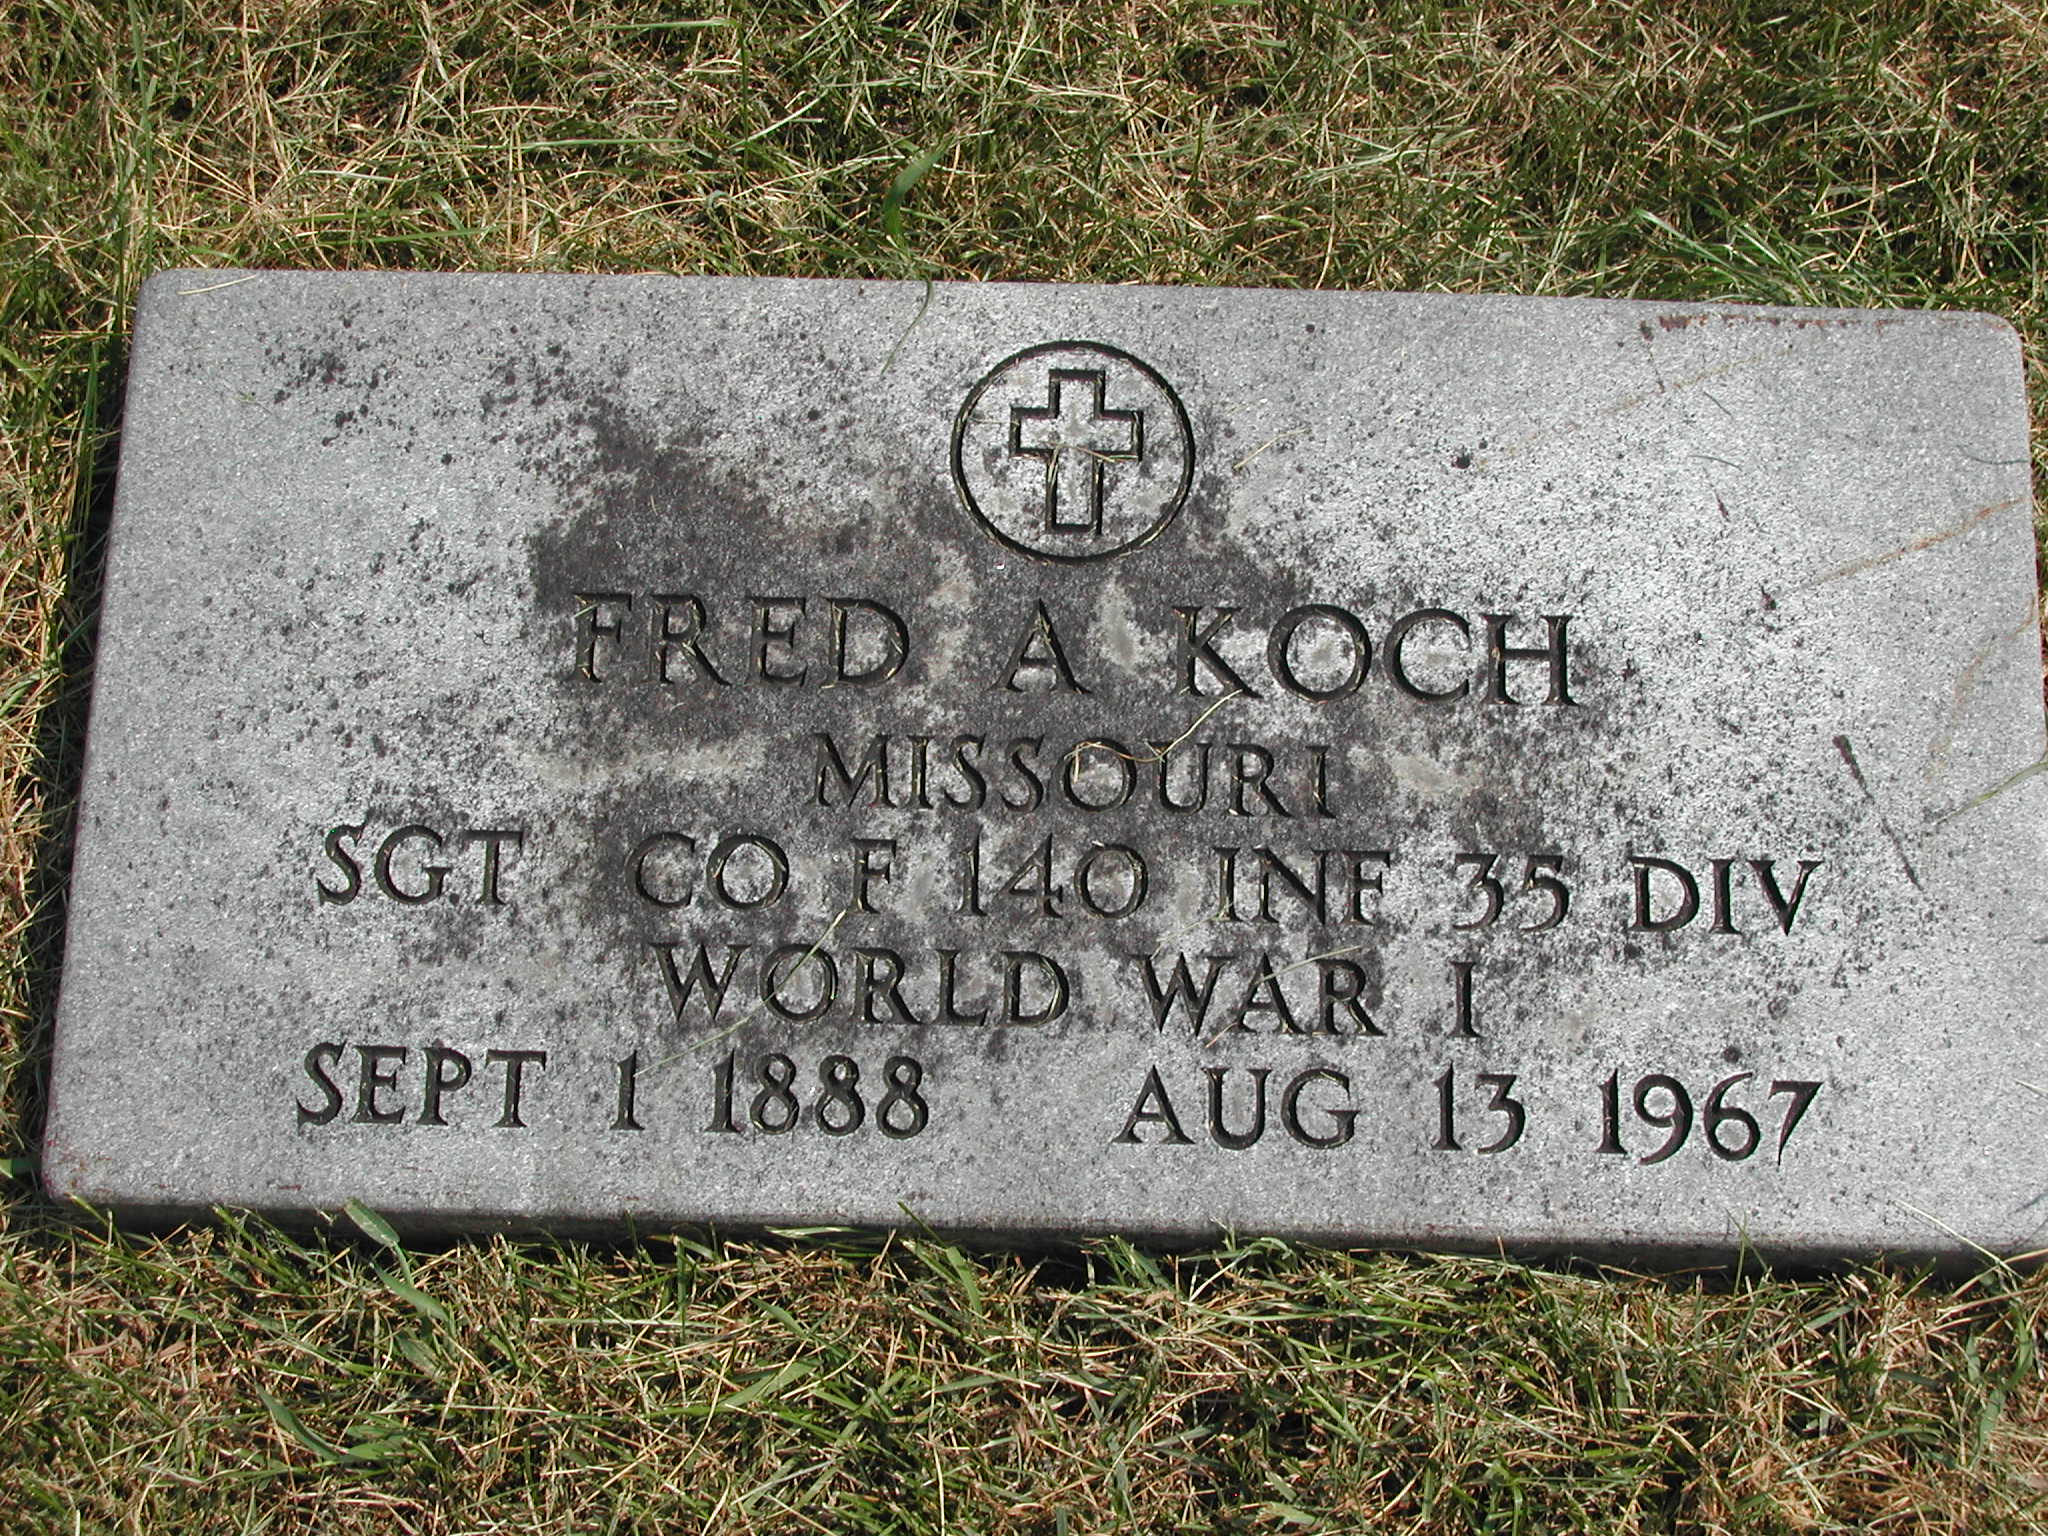 FRED A KOCH
MISSOURI
SGT CO F 140 INF 35 DIV
WORLD WAR I
SEPT 1 1888 AUG 13 1967